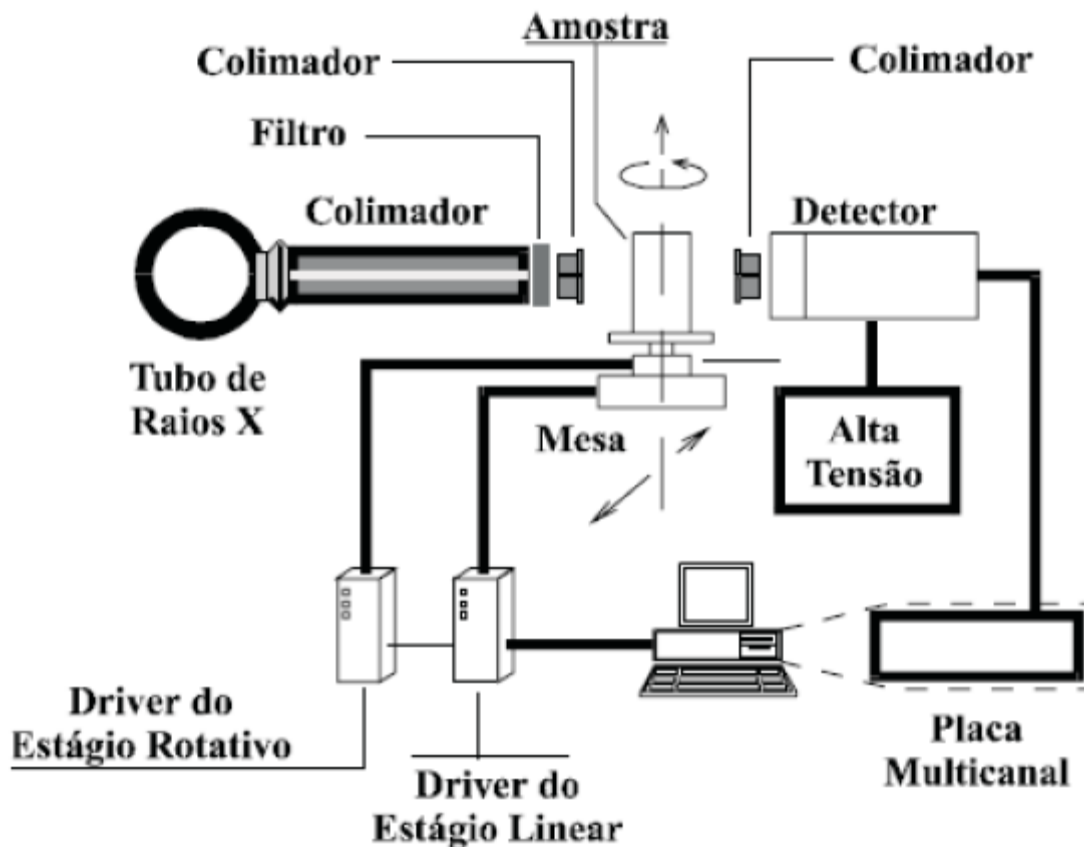 Amostra
Colimador
Colimador
Filtro
Colimador
Detector
Tubo de
Raios X
Mesa
Alta
Tensão
Driver do
Estágio Rotativo
Driver do
Estágio Linear
Placa
Multicanal